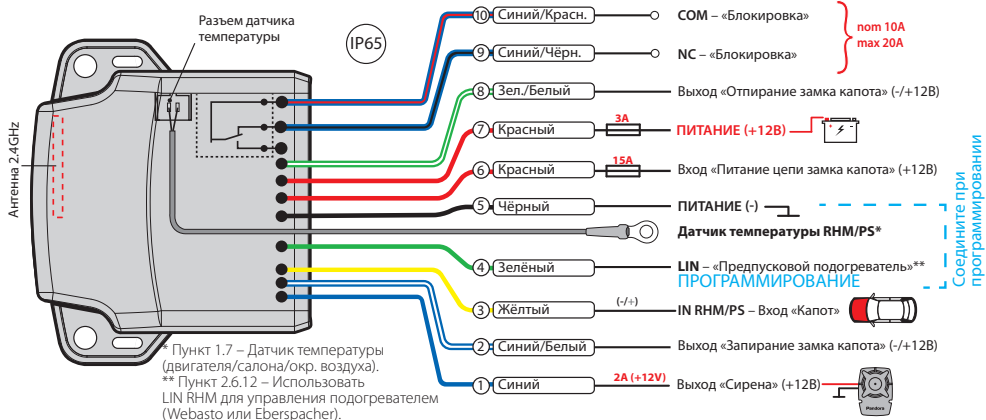 Разъем датчика
температуры
IP65
Антенна 2.4GHz
10 Синий/Красн. COM – «Блокировка»
nom 10A
max 20A
9 Синий/Чёрн. NC – «Блокировка»
8 Зел./Белый Выход «Отпирание замка капота» (-/+12В)
7 Красный 3A ПИТАНИЕ (+12В)
6 Красный 15A Вход «Питание цепи замка капота» (+12В)
5 Чёрный ПИТАНИЕ (-)
Датчик температуры RHM/PS*
4 Зелёный LIN – «Предпусковой подогреватель»**
ПРОГРАММИРОВАНИЕ
Соедините при
программировании
3 Жёлтый (-/+) IN RHM/PS – Вход «Капот»
2 Синий/Белый Выход «Запирание замка капота» (-/+12В)
1 Синий 2A (+12V) Выход «Сирена» (+12В)
Pandora
* Пункт 1.7 – Датчик температуры
(двигателя/салона/окр. воздуха).
** Пункт 2.6.12 – Использовать
LIN RHM для управления подогревателем
(Webasto или Eberspacher).